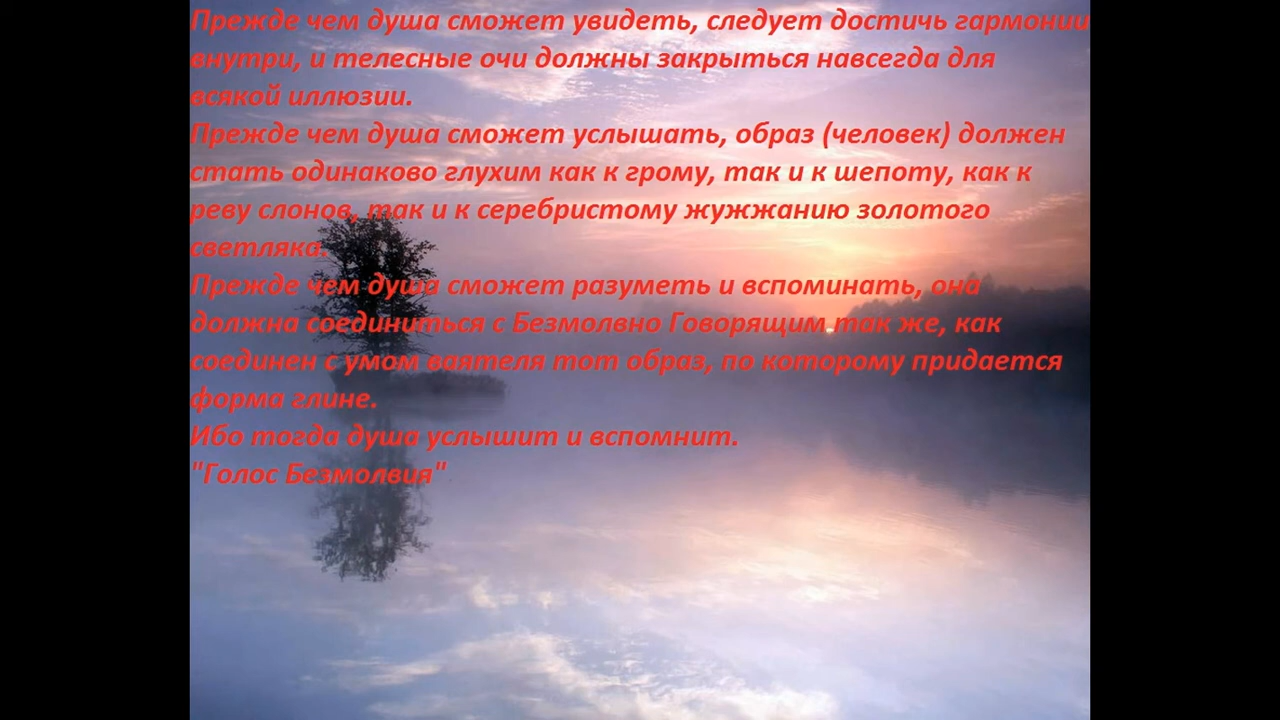 Прежде чем душа сможет увидеть, следует достичь гармонии
внутри, и телесные очи должны закрыться навсегда для
всякой иллюзии.
Прежде чем душа сможет услышать, образ (человек) должен
стать одинаково глухим как к грому, так и к шепоту, как к
реву слонов, так и к серебристому жужжанию золотого
светляка.
Прежде чем душа сможет разуметь и вспоминать, она
должна соединиться с Безмолвно Говорящим так же, как
соединен с умом ваятеля тот образ, по которому придается
форма глине.
Ибо тогда душа услышит и вспомнит.
"Голос Безмолвия"